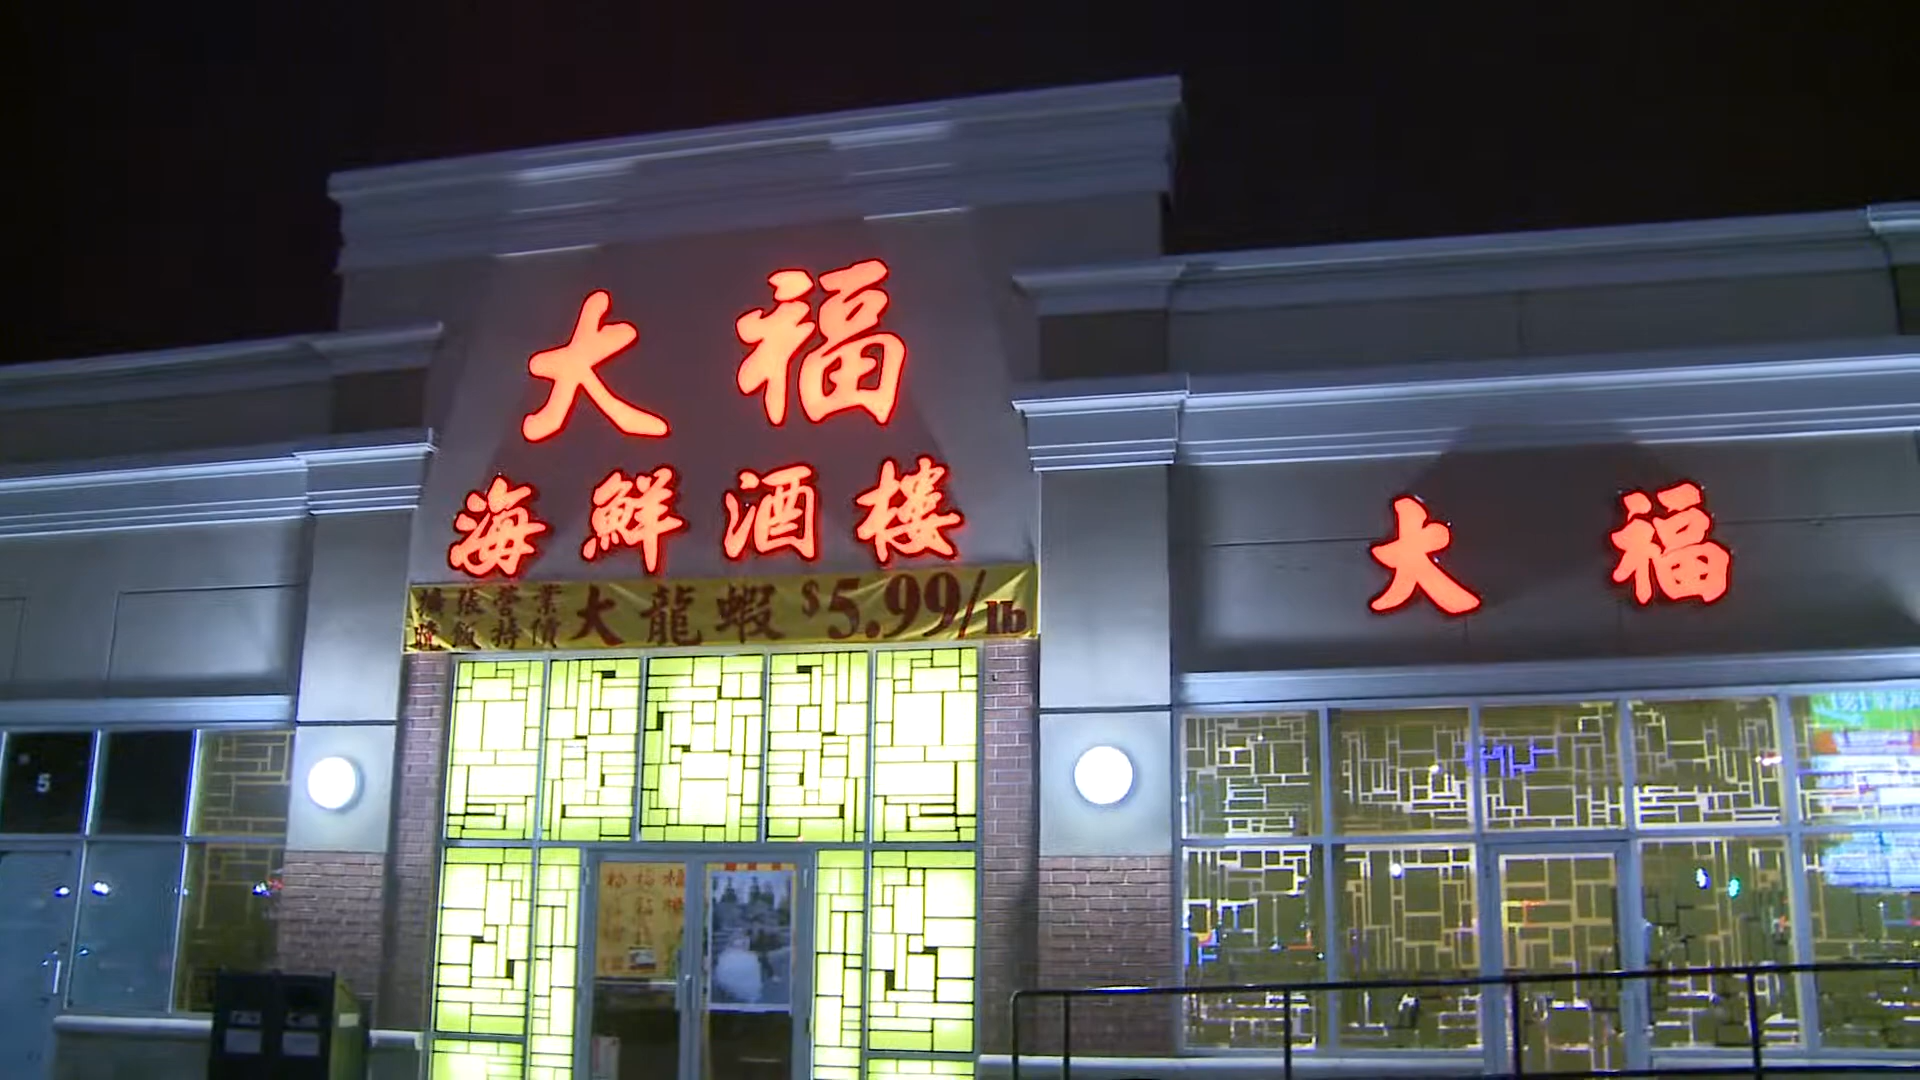 大福
海鮮酒樓
擴張營業
晚飯特價
大龍蝦 $5.99/lb
大福
5